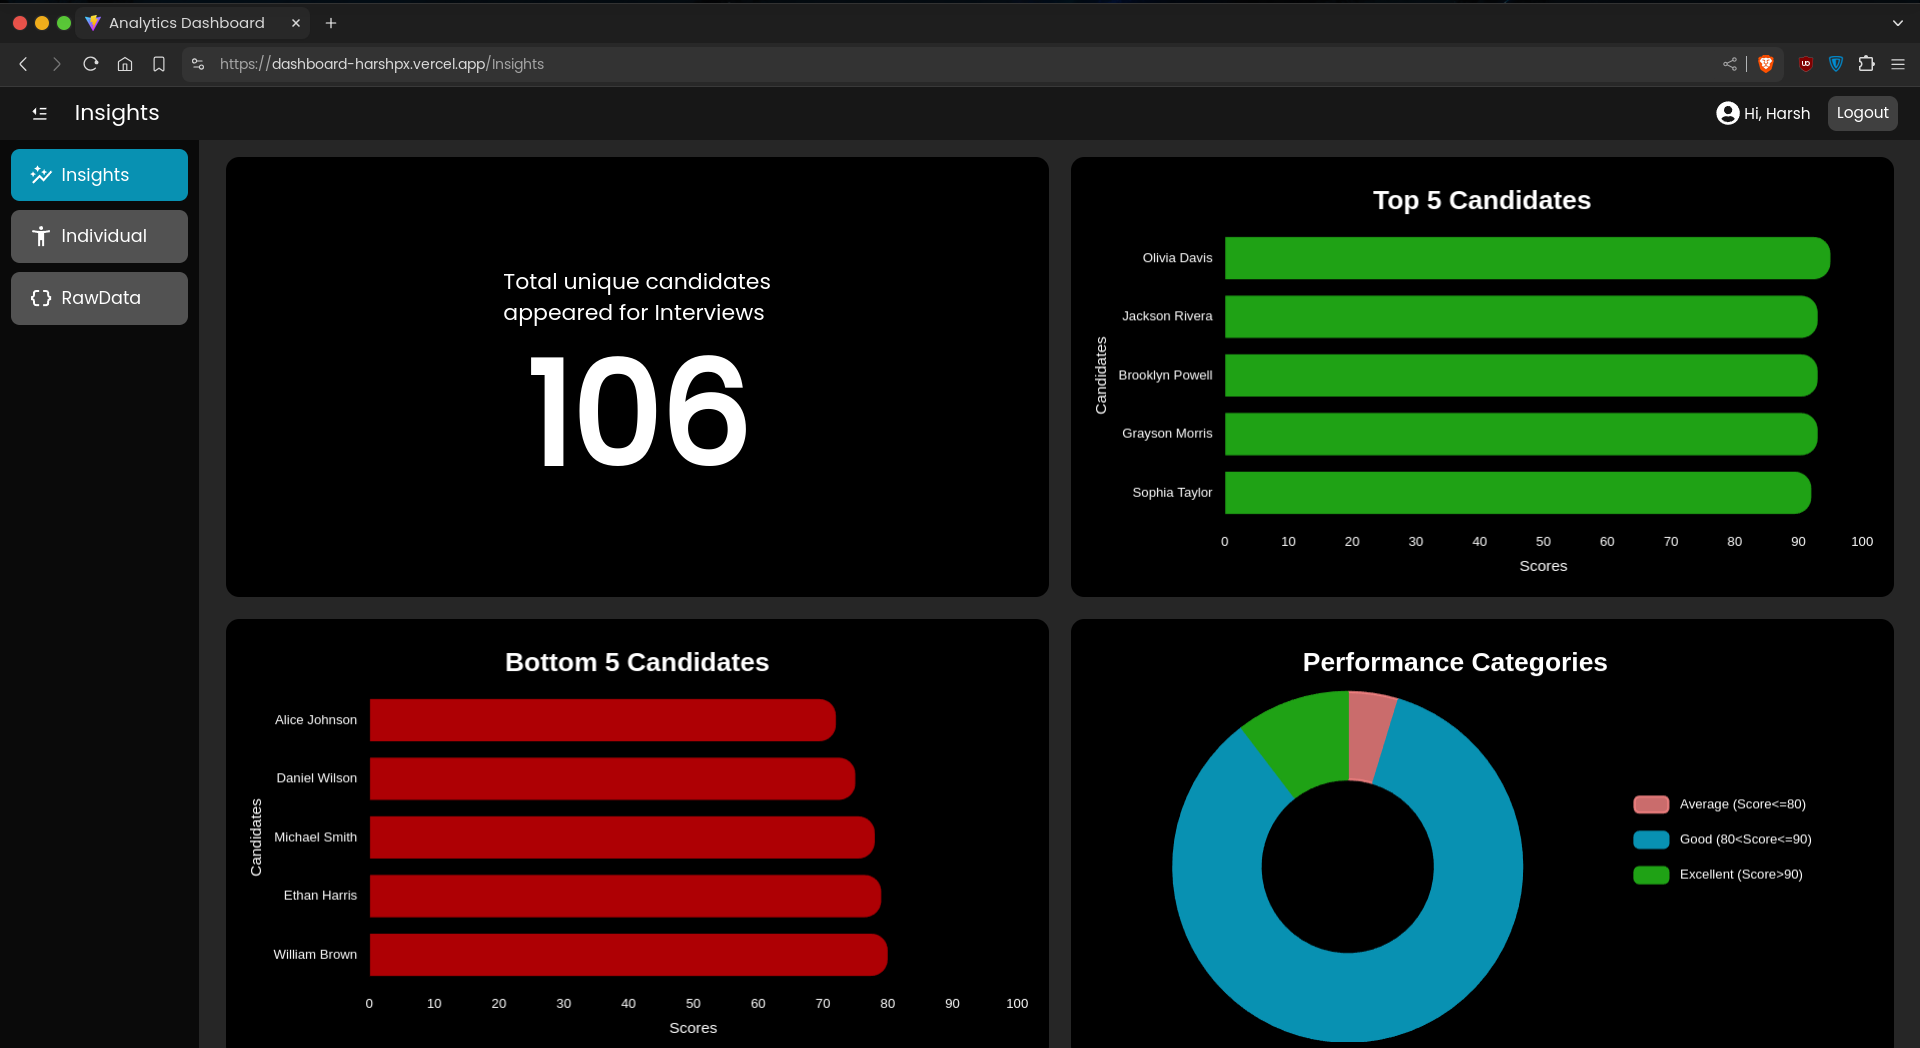 Analytics Dashboard
https://dashboard-harshpx.vercel.app/Insights
Insights
Hi, Harsh
Logout
Insights
Individual
RawData
Total unique candidates
appeared for Interviews
106
Top 5 Candidates
Candidates
Olivia Davis
Jackson Rivera
Brooklyn Powell
Grayson Morris
Sophia Taylor
0 10 20 30 40 50 60 70 80 90 100
Scores
Bottom 5 Candidates
Candidates
Alice Johnson
Daniel Wilson
Michael Smith
Ethan Harris
William Brown
0 10 20 30 40 50 60 70 80 90 100
Scores
Performance Categories
Average (Score<=80)
Good (80<Score<=90)
Excellent (Score>90)